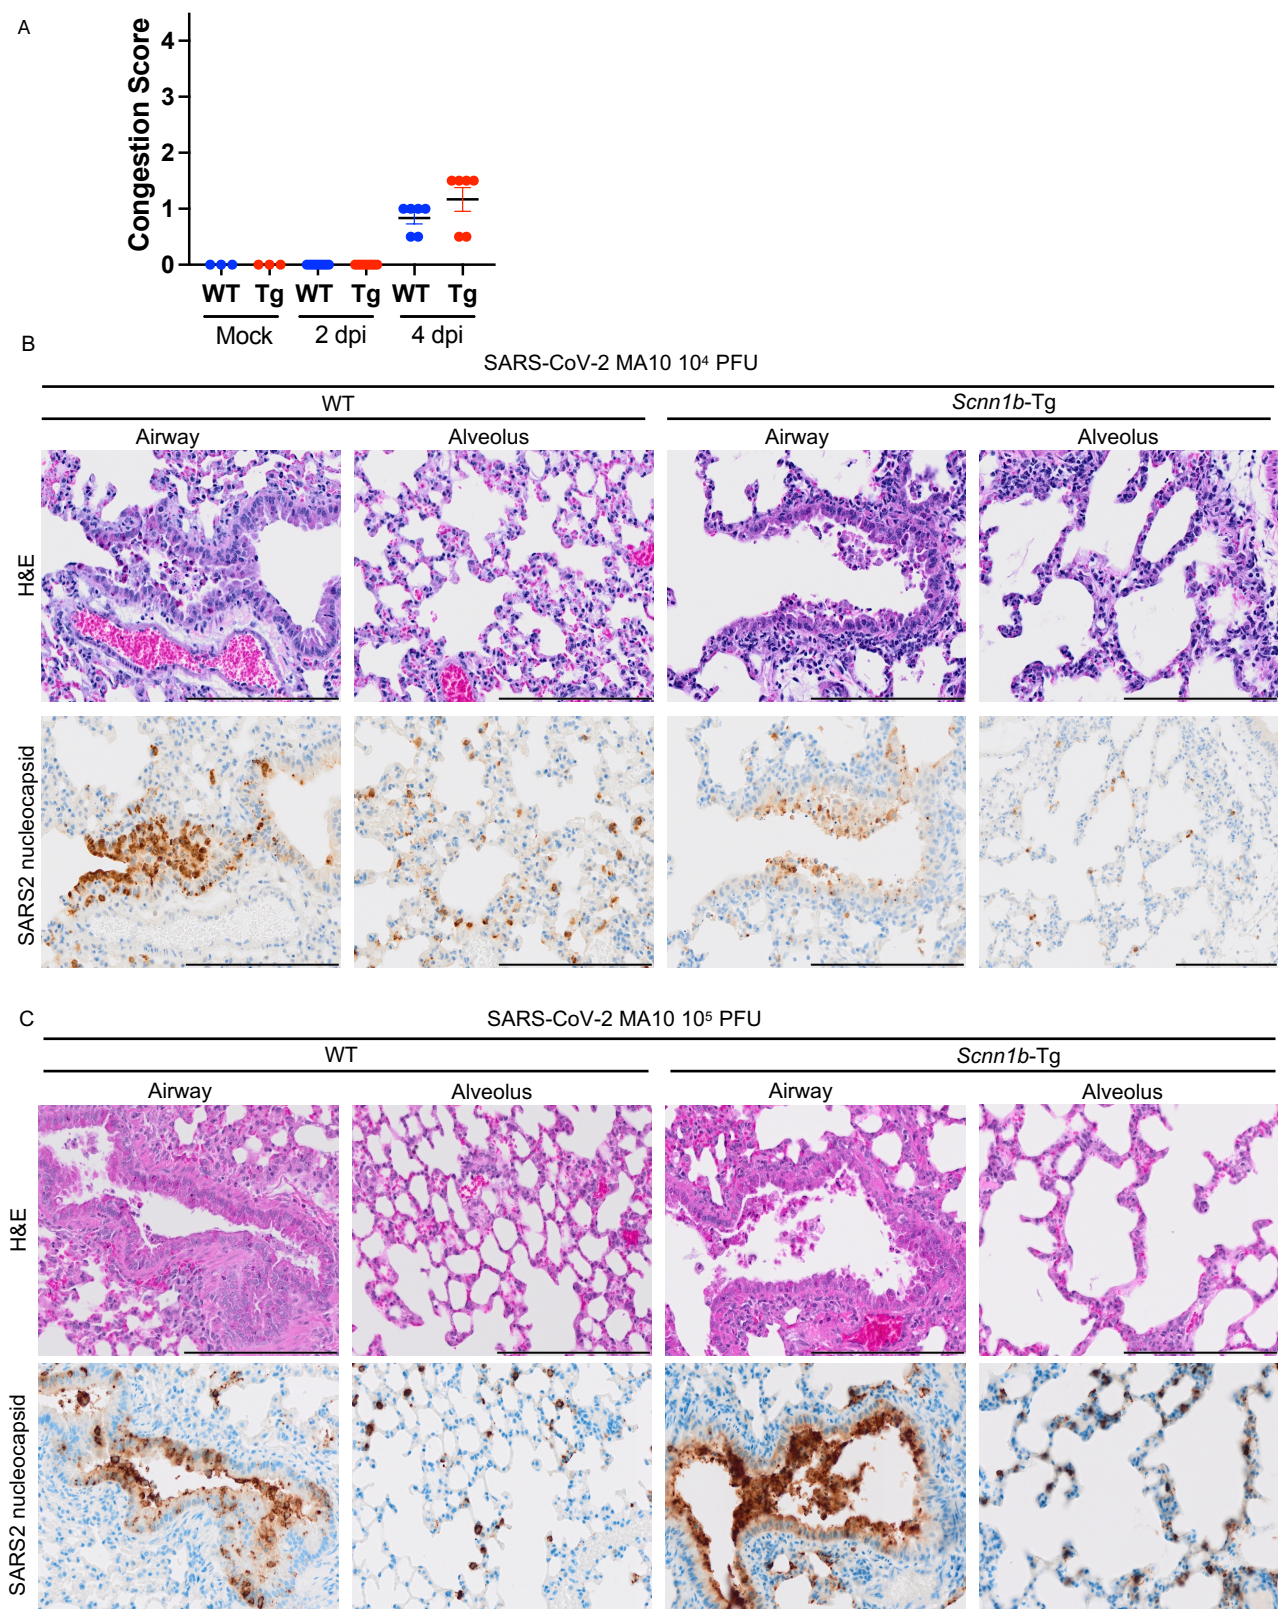 A
Congestion Score
4
3
2
1
0
WT Tg WT Tg WT Tg
Mock 2 dpi 4 dpi
B
SARS-CoV-2 MA10 10⁴ PFU
WT Scnn1b-Tg
Airway Alveolus Airway Alveolus
H&E
SARS2 nucleocapsid
C
SARS-CoV-2 MA10 10⁵ PFU
WT Scnn1b-Tg
Airway Alveolus Airway Alveolus
H&E
SARS2 nucleocapsid